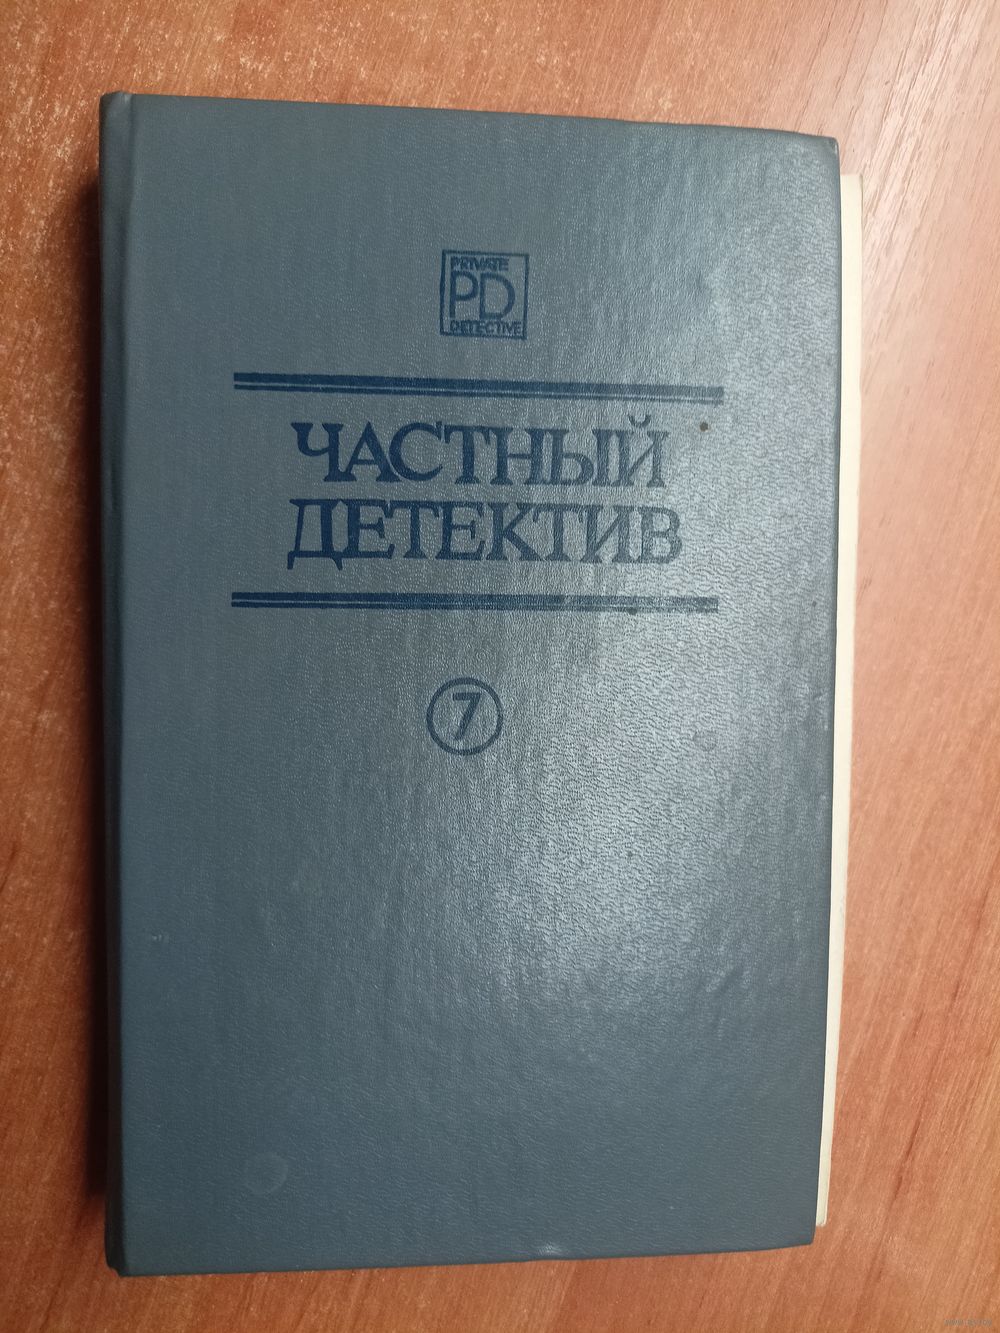 PRIVATE
PD
DETECTIVE
ЧАСТНЫЙ
ДЕТЕКТИВ
7